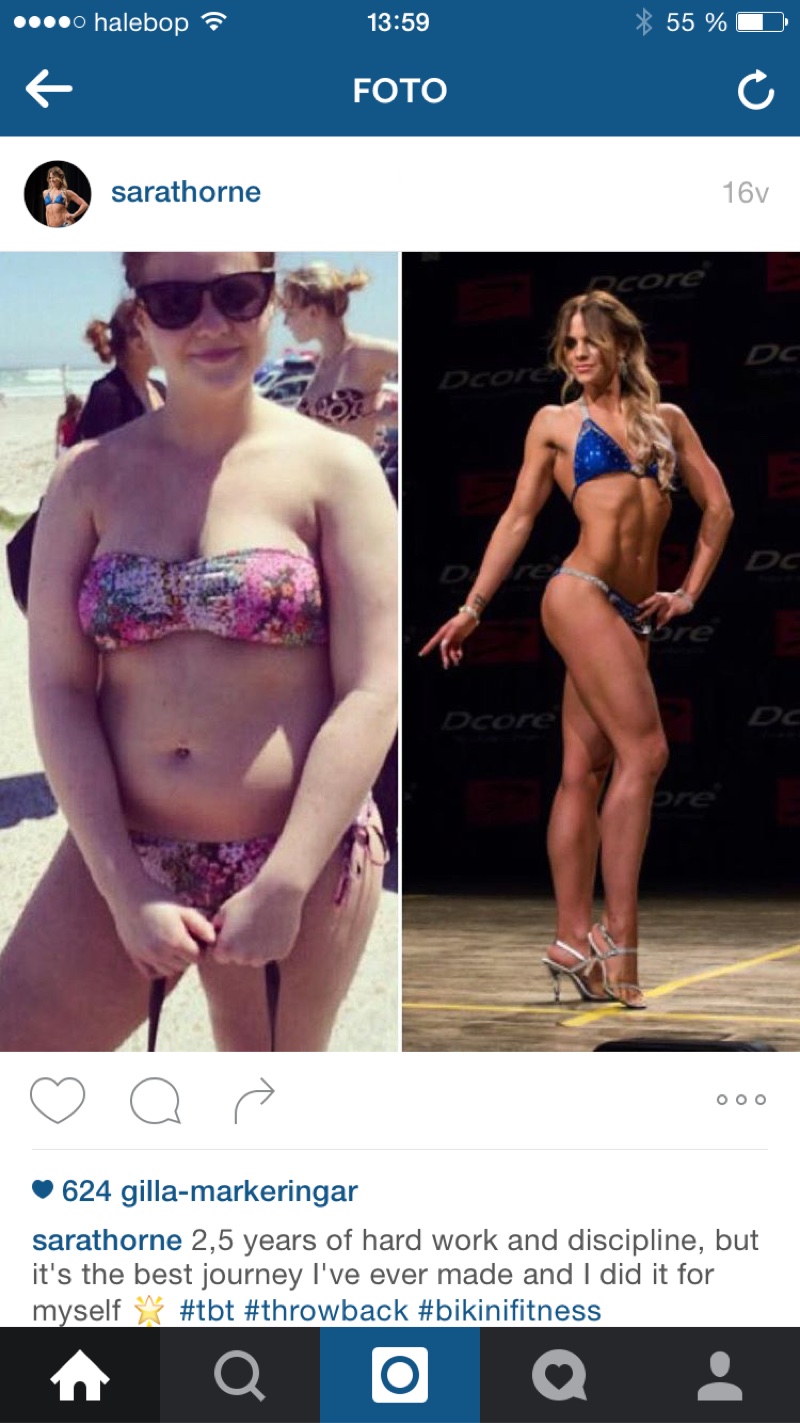 halebop 13:59 55 %
FOTO
sarathorne 16v
Dcore
Dcore Dc
Dcore Dc
ore
Dcore Dc
ore
624 gilla-markeringar
sarathorne 2,5 years of hard work and discipline, but
it's the best journey I've ever made and I did it for
myself 🌟 #tbt #throwback #bikinifitness